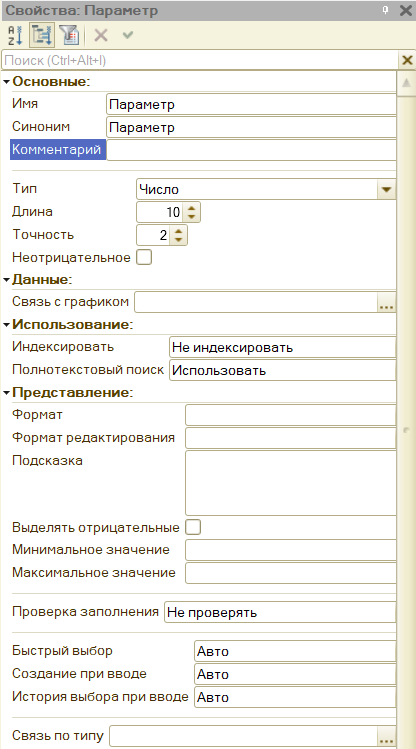 Свойства: Параметр
Поиск (Ctrl+Alt+I)
Основные:
Имя Параметр
Синоним Параметр
Комментарий
Тип Число
Длина 10
Точность 2
Неотрицательное
Данные:
Связь с графиком ...
Использование:
Индексировать Не индексировать
Полнотекстовый поиск Использовать
Представление:
Формат
Формат редактирования
Подсказка
Выделять отрицательные
Минимальное значение
Максимальное значение
Проверка заполнения Не проверять
Быстрый выбор Авто
Создание при вводе Авто
История выбора при вводе Авто
Связь по типу ...